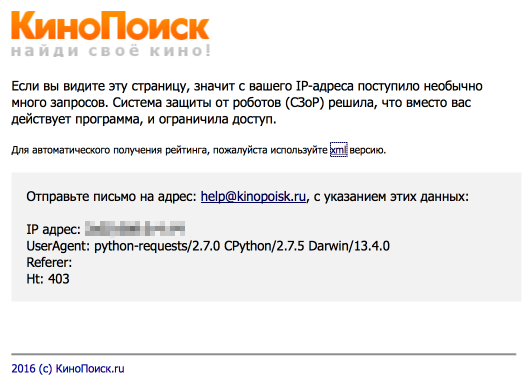 КиноПоиск
найди своё кино!
Если вы видите эту страницу, значит с вашего IP-адреса поступило необычно
много запросов. Система защиты от роботов (СЗоР) решила, что вместо вас
действует программа, и ограничила доступ.
Для автоматического получения рейтинга, пожалуйста используйте xml версию.
Отправьте письмо на адрес: help@kinopoisk.ru, с указанием этих данных:
IP адрес:
UserAgent: python-requests/2.7.0 CPython/2.7.5 Darwin/13.4.0
Referer:
Ht: 403
2016 (c) КиноПоиск.ru